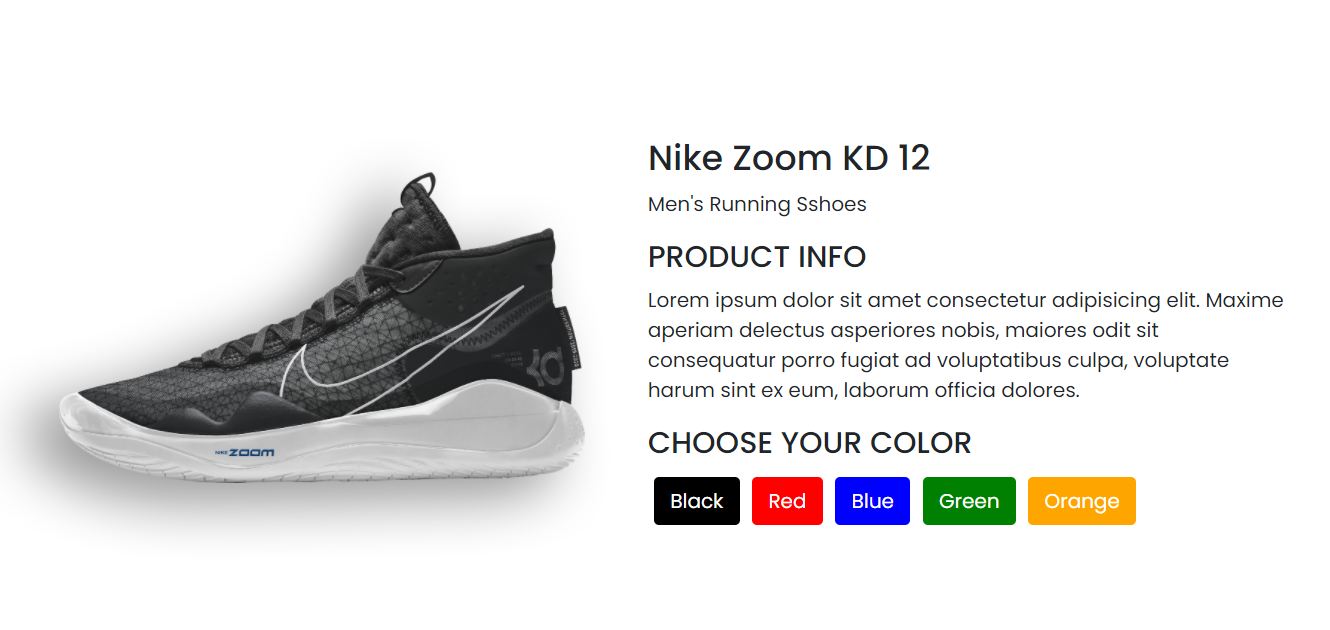 Nike Zoom KD 12
Men's Running Sshoes
PRODUCT INFO
Lorem ipsum dolor sit amet consectetur adipisicing elit. Maxime
aperiam delectus asperiores nobis, maiores odit sit
consequatur porro fugiat ad voluptatibus culpa, voluptate
harum sint ex eum, laborum officia dolores.
CHOOSE YOUR COLOR
Black Red Blue Green Orange
KD
NIKE ZOOM